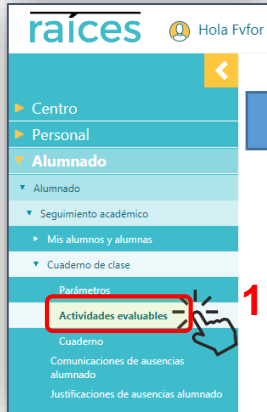 raíces
Hola Fvfor
Centro
Personal
Alumnado
Alumnado
Seguimiento académico
Mis alumnos y alumnas
Cuaderno de clase
Parámetros
Actividades evaluables
1
Cuaderno
Comunicaciones de ausencias
alumnado
Justificaciones de ausencias alumnado